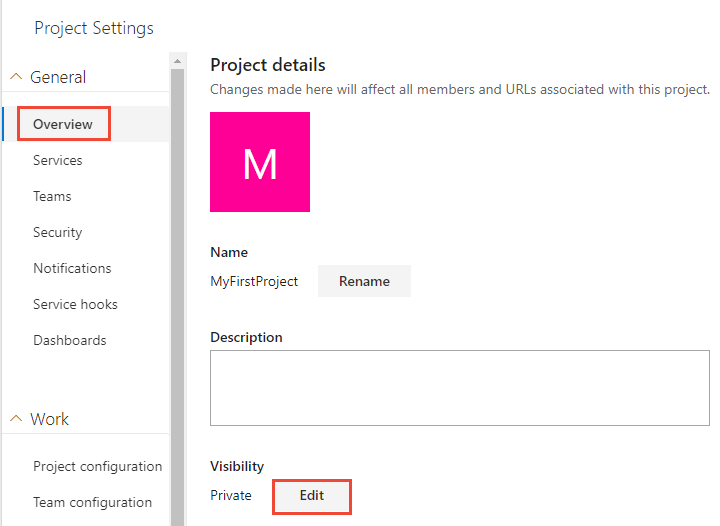 Project Settings
General
Overview
Services
Teams
Security
Notifications
Service hooks
Dashboards
Work
Project configuration
Team configuration
Project details
Changes made here will affect all members and URLs associated with this project.
M
Name
MyFirstProject Rename
Description
Visibility
Private Edit